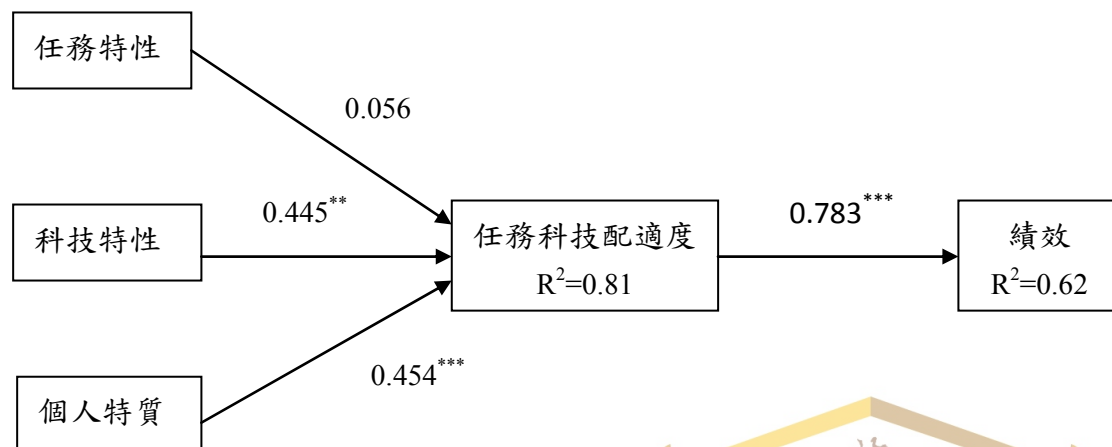 任務特性
0.056
科技特性
0.445**
任務科技配適度
R²=0.81
0.783***
績效
R²=0.62
0.454***
個人特質